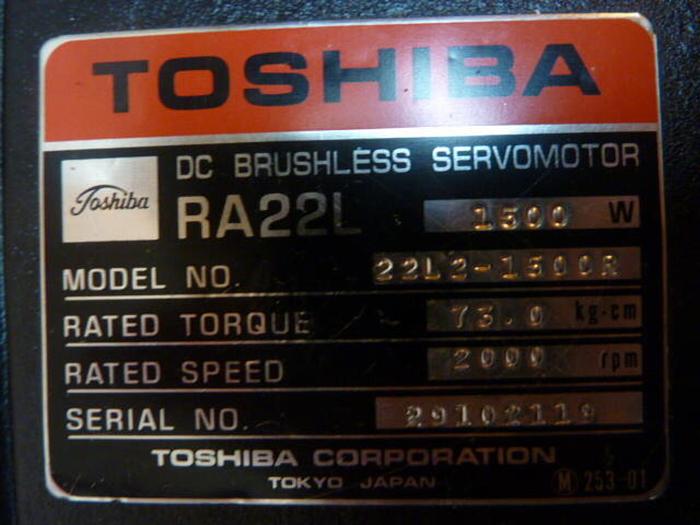 TOSHIBA
Toshiba
DC BRUSHLESS SERVOMOTOR
RA22L 1500 W
MODEL NO. 22L2-1500R
RATED TORQUE 73.0 kg-cm
RATED SPEED 2000 rpm
SERIAL NO. 29102119
TOSHIBA CORPORATION
TOKYO JAPAN
M 253-01